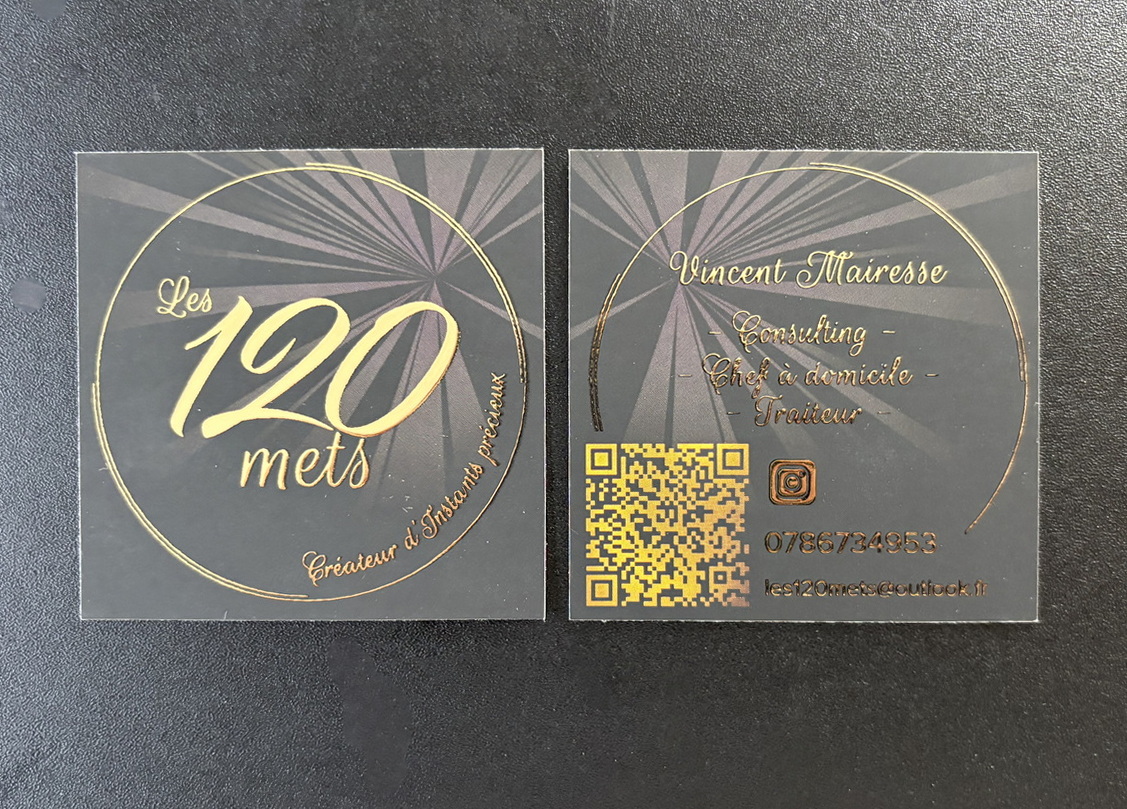 Les
120
mets
Créateur d'Instants précieux
Vincent Mairesse
- Consulting -
- Chef à domicile -
- Traiteur -
0786734953
les120mets@outlook.fr